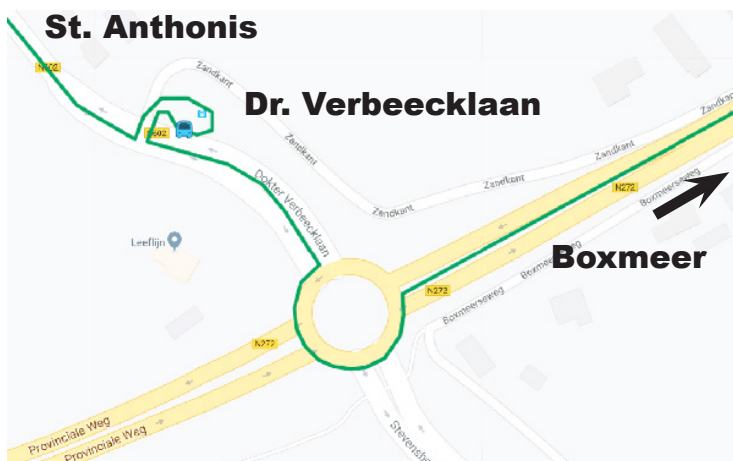 St. Anthonis
N602
Zandkant
Dr. Verbeecklaan
Zandkant
N602
Zandkant
Zandkant
Dokter Verbeecklaan
Zandkant
Zandkant
N272
Boxmeerseweg
Leeflijn
Boxmeer
N272
Boxmeerseweg
N272
Provinciale Weg
Provinciale Weg